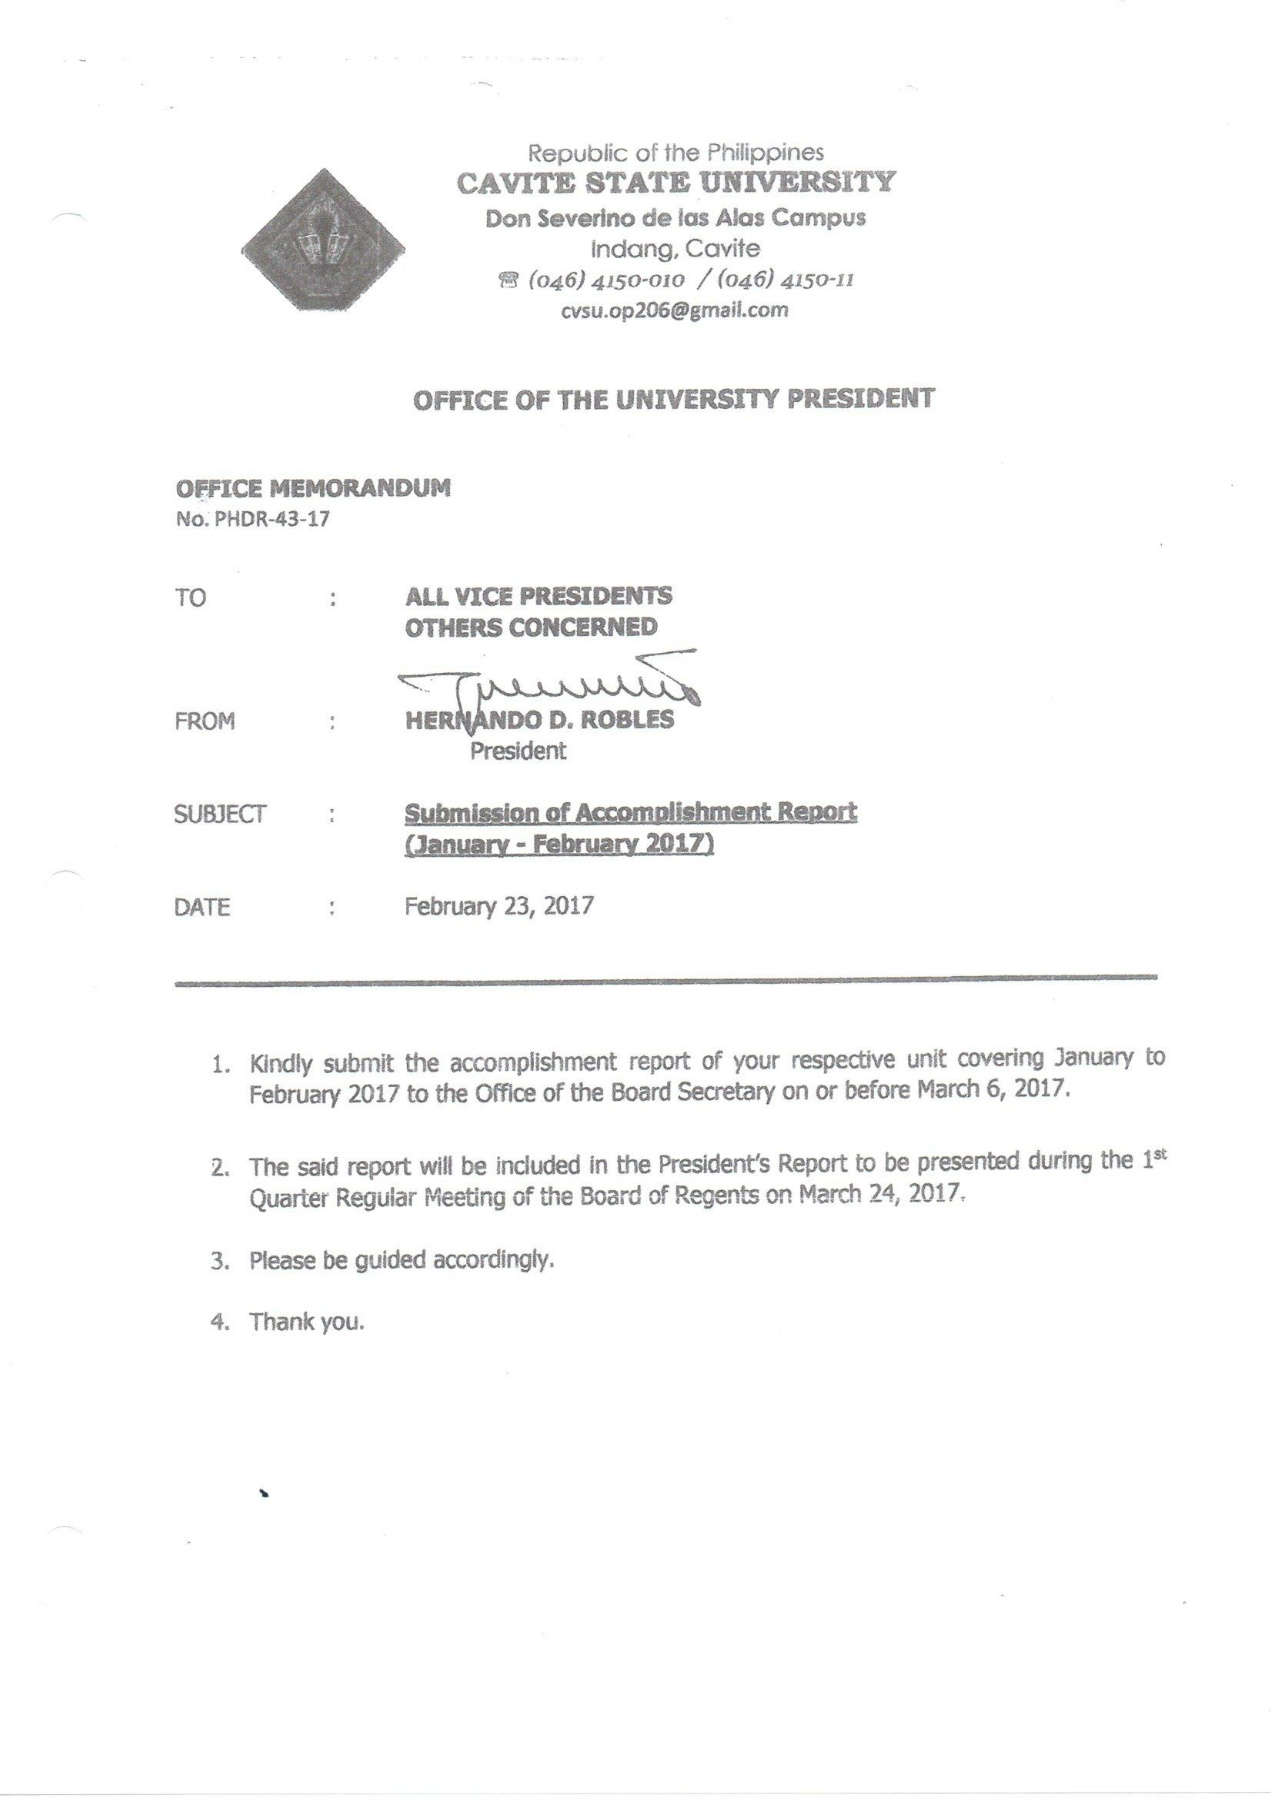 Republic of the Philippines
CAVITE STATE UNIVERSITY
Don Severino de las Alas Campus
Indang, Cavite
☎ (046) 4150-010 / (046) 4150-11
cvsu.op206@gmail.com
OFFICE OF THE UNIVERSITY PRESIDENT
OFFICE MEMORANDUM
No. PHDR-43-17
TO : ALL VICE PRESIDENTS
OTHERS CONCERNED
FROM : HERNANDO D. ROBLES
President
SUBJECT : Submission of Accomplishment Report
(January - February 2017)
DATE : February 23, 2017
1. Kindly submit the accomplishment report of your respective unit covering January to
February 2017 to the Office of the Board Secretary on or before March 6, 2017.
2. The said report will be included in the President's Report to be presented during the 1st
Quarter Regular Meeting of the Board of Regents on March 24, 2017.
3. Please be guided accordingly.
4. Thank you.